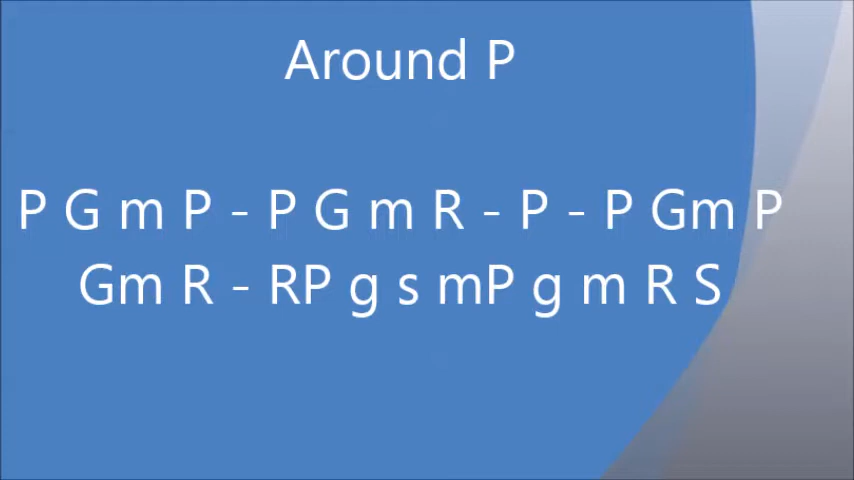 Around P
P G m P - P G m R - P - P Gm P
Gm R - RP g s mP g m R S